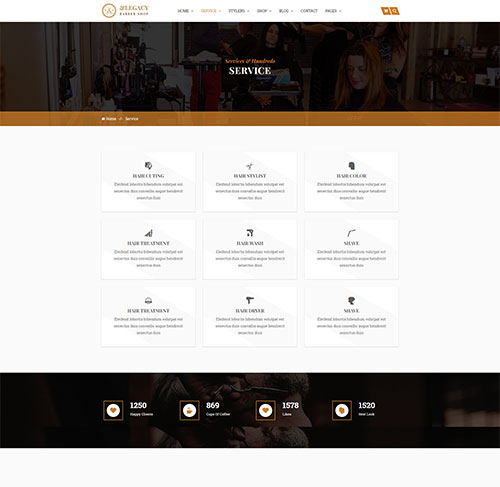 &LEGACY
BARBER SHOP
HOME SERVICE STYLERS SHOP BLOG CONTACT PAGES
Services & Hundreds
SERVICE
Home Service
HAIR CUTING
Eleifend lobortis bibendum volutpat est
senectus duis convallis augue hendrerit
senectus duis
HAIR STYLIST
Eleifend lobortis bibendum volutpat est
senectus duis convallis augue hendrerit
senectus duis
HAIR COLOR
Eleifend lobortis bibendum volutpat est
senectus duis convallis augue hendrerit
senectus duis
HAIR TREATMENT
Eleifend lobortis bibendum volutpat est
senectus duis convallis augue hendrerit
senectus duis
HAIR WASH
Eleifend lobortis bibendum volutpat est
senectus duis convallis augue hendrerit
senectus duis
SHAVE
Eleifend lobortis bibendum volutpat est
senectus duis convallis augue hendrerit
senectus duis
HAIR TREATMENT
Eleifend lobortis bibendum volutpat est
senectus duis convallis augue hendrerit
senectus duis
HAIR DRYER
Eleifend lobortis bibendum volutpat est
senectus duis convallis augue hendrerit
senectus duis
SHAVE
Eleifend lobortis bibendum volutpat est
senectus duis convallis augue hendrerit
senectus duis
1250
Happy Clients
869
Cups Of Coffee
1578
Likes
1520
New Look